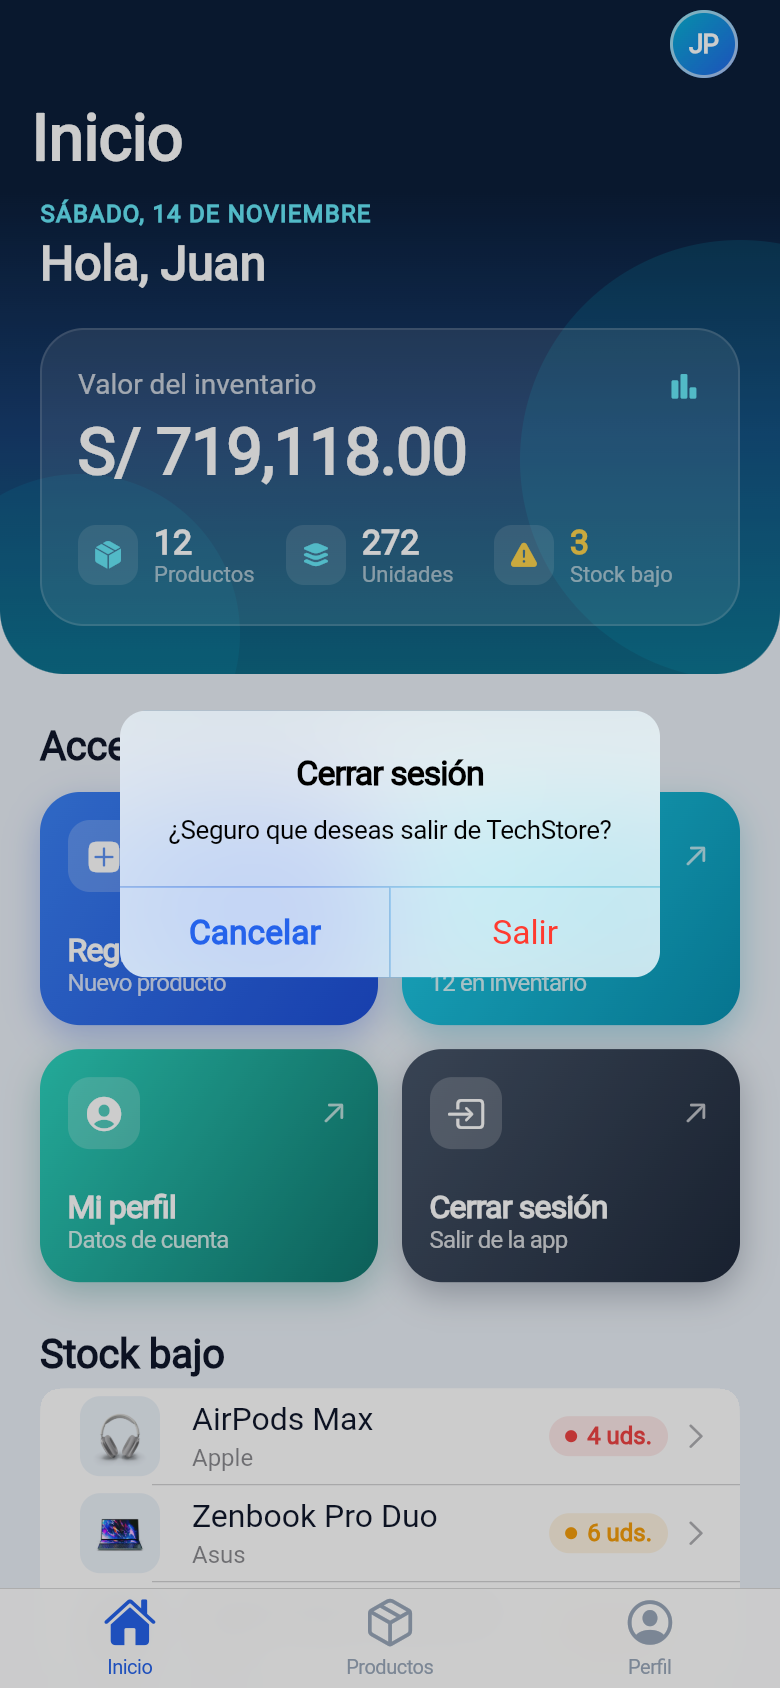 JP
Inicio
SÁBADO, 14 DE NOVIEMBRE
Hola, Juan
Valor del inventario
S/ 719,118.00
12
Productos
272
Unidades
3
Stock bajo
Acce
Cerrar sesión
¿Seguro que deseas salir de TechStore?
Cancelar
Salir
Reg
Nuevo producto
12 en inventario
Mi perfil
Datos de cuenta
Cerrar sesión
Salir de la app
Stock bajo
AirPods Max
Apple
4 uds.
Zenbook Pro Duo
Asus
6 uds.
Inicio
Productos
Perfil